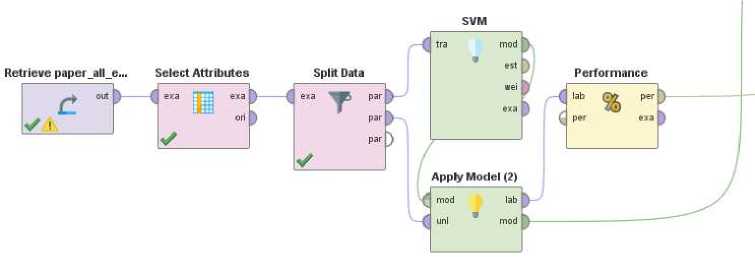 SVM
Retrieve paper_all_e... Select Attributes Split Data Performance
tra mod
est
wei
exa
out exa exa exa par lab per
ori par per exa
par
Apply Model (2)
mod lab
unl mod